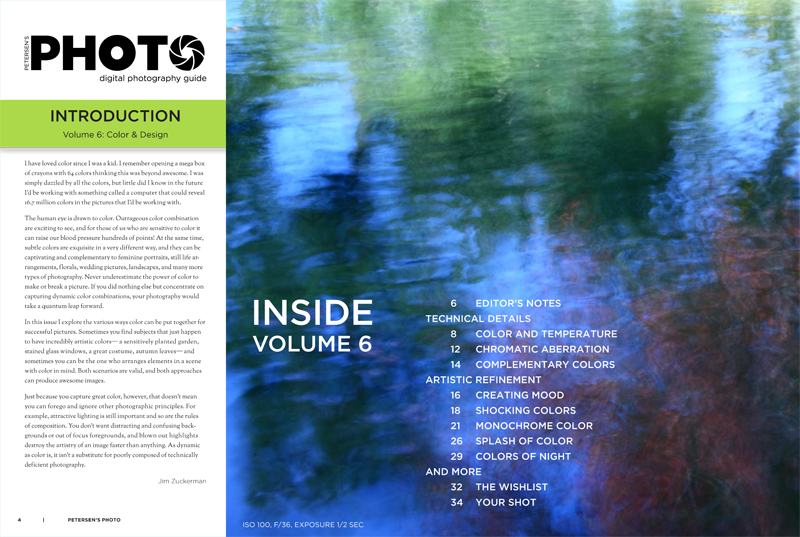 PETERSEN'S
PHOTO
digital photography guide
INTRODUCTION
Volume 6: Color & Design
I have loved color since I was a kid. I remember opening a mega box
of crayons with 64 colors thinking this was beyond awesome. I was
simply dazzled by all the colors, but little did I know in the future
I'd be working with something called a computer that could reveal
16.7 million colors in the pictures that I'd be working with.
The human eye is drawn to color. Outrageous color combination
are exciting to see, and for those of us who are sensitive to color it
can raise our blood pressure hundreds of points! At the same time,
subtle colors are exquisite in a very different way, and they can be
captivating and complementary to feminine portraits, still life ar-
rangements, florals, wedding pictures, landscapes, and many more
types of photography. Never underestimate the power of color to
make or break a picture. If you did nothing else but concentrate on
capturing dynamic color combinations, your photography would
take a quantum leap forward.
In this issue I explore the various ways color can be put together for
successful pictures. Sometimes you find subjects that just happen
to have incredibly artistic colors— a sensitively planted garden,
stained glass windows, a great costume, autumn leaves— and
sometimes you can be the one who arranges elements in a scene
with color in mind. Both scenarios are valid, and both approaches
can produce awesome images.
Just because you capture great color, however, that doesn't mean
you can forego and ignore other photographic principles. For
example, attractive lighting is still important and so are the rules
of composition. You don't want distracting and confusing back-
grounds or out of focus foregrounds, and blown out highlights
destroy the artistry of an image faster than anything. As dynamic
as color is, it isn't a substitute for poorly composed of technically
deficient photography.
Jim Zuckerman
4 | PETERSEN'S PHOTO
INSIDE
VOLUME 6
6 EDITOR'S NOTES
TECHNICAL DETAILS
8 COLOR AND TEMPERATURE
12 CHROMATIC ABERRATION
14 COMPLEMENTARY COLORS
ARTISTIC REFINEMENT
16 CREATING MOOD
18 SHOCKING COLORS
21 MONOCHROME COLOR
26 SPLASH OF COLOR
29 COLORS OF NIGHT
AND MORE
32 THE WISHLIST
34 YOUR SHOT
ISO 100, F/36, EXPOSURE 1/2 SEC